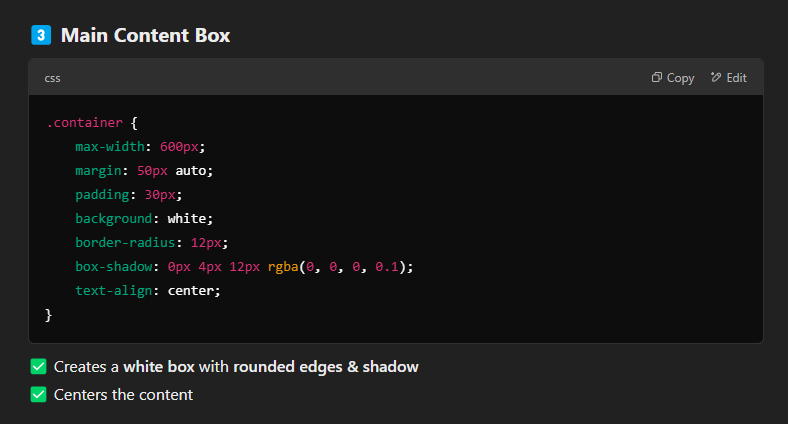 3 Main Content Box
css Copy Edit
.container {
    max-width: 600px;
    margin: 50px auto;
    padding: 30px;
    background: white;
    border-radius: 12px;
    box-shadow: 0px 4px 12px rgba(0, 0, 0, 0.1);
    text-align: center;
}
✅ Creates a white box with rounded edges & shadow
✅ Centers the content